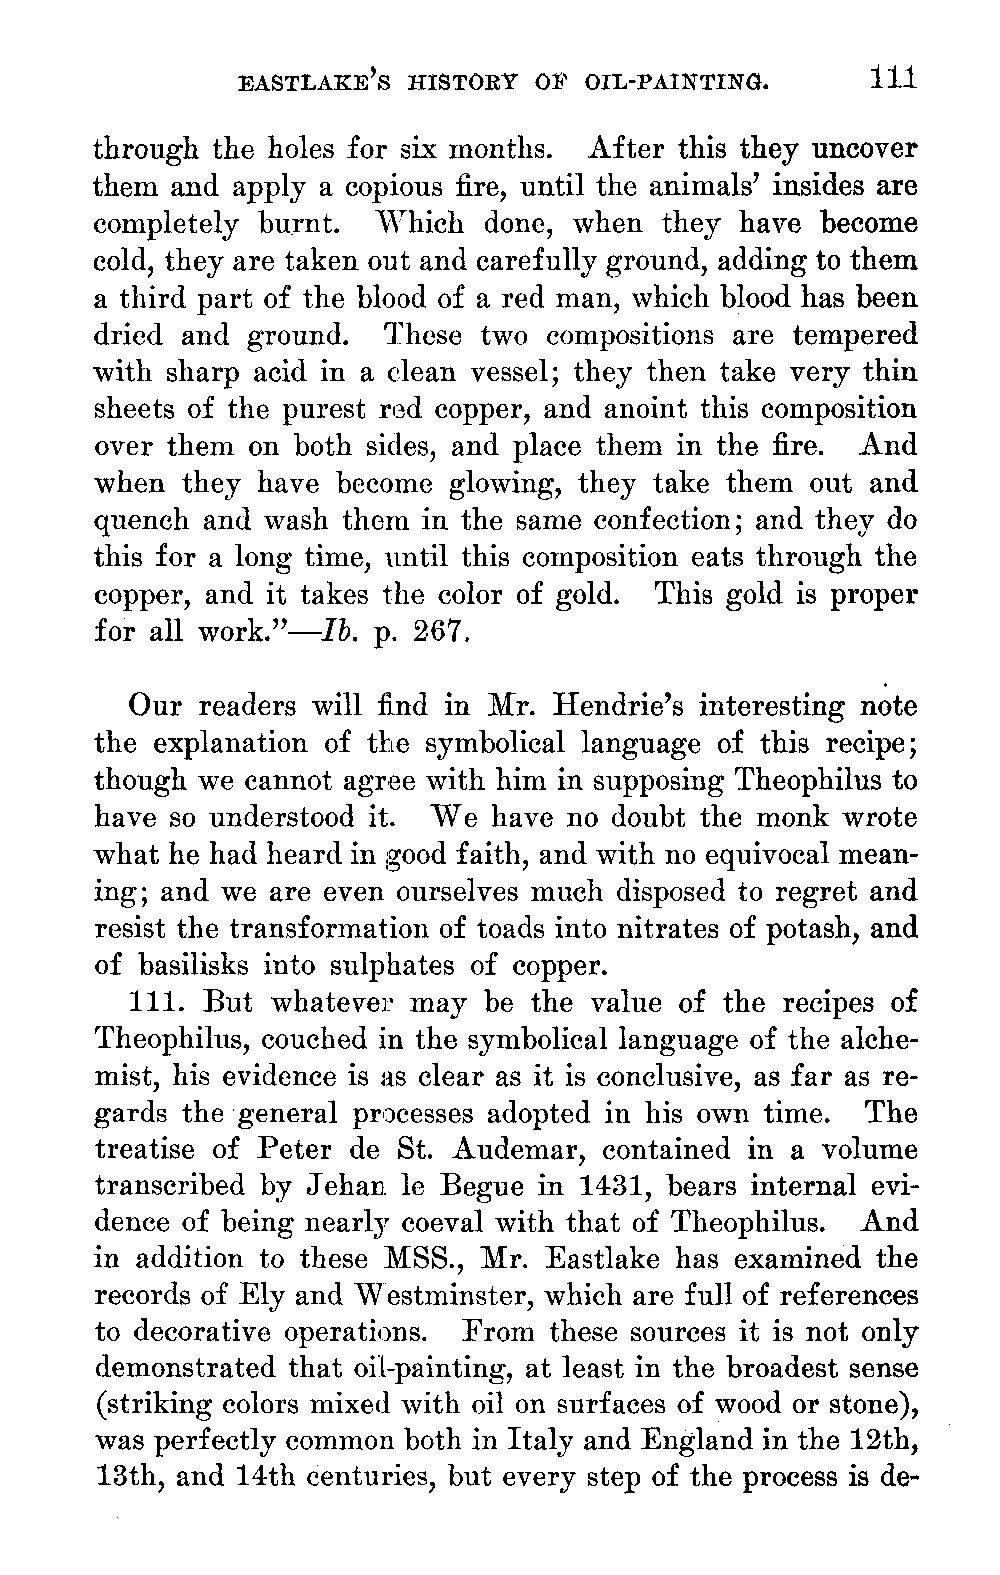 EASTLAKE'S HISTORY OF OIL-PAINTING. 111
through the holes for six months. After this they uncover
them and apply a copious fire, until the animals' insides are
completely burnt. Which done, when they have become
cold, they are taken out and carefully ground, adding to them
a third part of the blood of a red man, which blood has been
dried and ground. These two compositions are tempered
with sharp acid in a clean vessel; they then take very thin
sheets of the purest red copper, and anoint this composition
over them on both sides, and place them in the fire. And
when they have become glowing, they take them out and
quench and wash them in the same confection; and they do
this for a long time, until this composition eats through the
copper, and it takes the color of gold. This gold is proper
for all work."—Ib. p. 267.
Our readers will find in Mr. Hendrie's interesting note
the explanation of the symbolical language of this recipe;
though we cannot agree with him in supposing Theophilus to
have so understood it. We have no doubt the monk wrote
what he had heard in good faith, and with no equivocal mean-
ing; and we are even ourselves much disposed to regret and
resist the transformation of toads into nitrates of potash, and
of basilisks into sulphates of copper.
111. But whatever may be the value of the recipes of
Theophilus, couched in the symbolical language of the alche-
mist, his evidence is as clear as it is conclusive, as far as re-
gards the general processes adopted in his own time. The
treatise of Peter de St. Audemar, contained in a volume
transcribed by Jehan le Begue in 1431, bears internal evi-
dence of being nearly coeval with that of Theophilus. And
in addition to these MSS., Mr. Eastlake has examined the
records of Ely and Westminster, which are full of references
to decorative operations. From these sources it is not only
demonstrated that oil-painting, at least in the broadest sense
(striking colors mixed with oil on surfaces of wood or stone),
was perfectly common both in Italy and England in the 12th,
13th, and 14th centuries, but every step of the process is de-